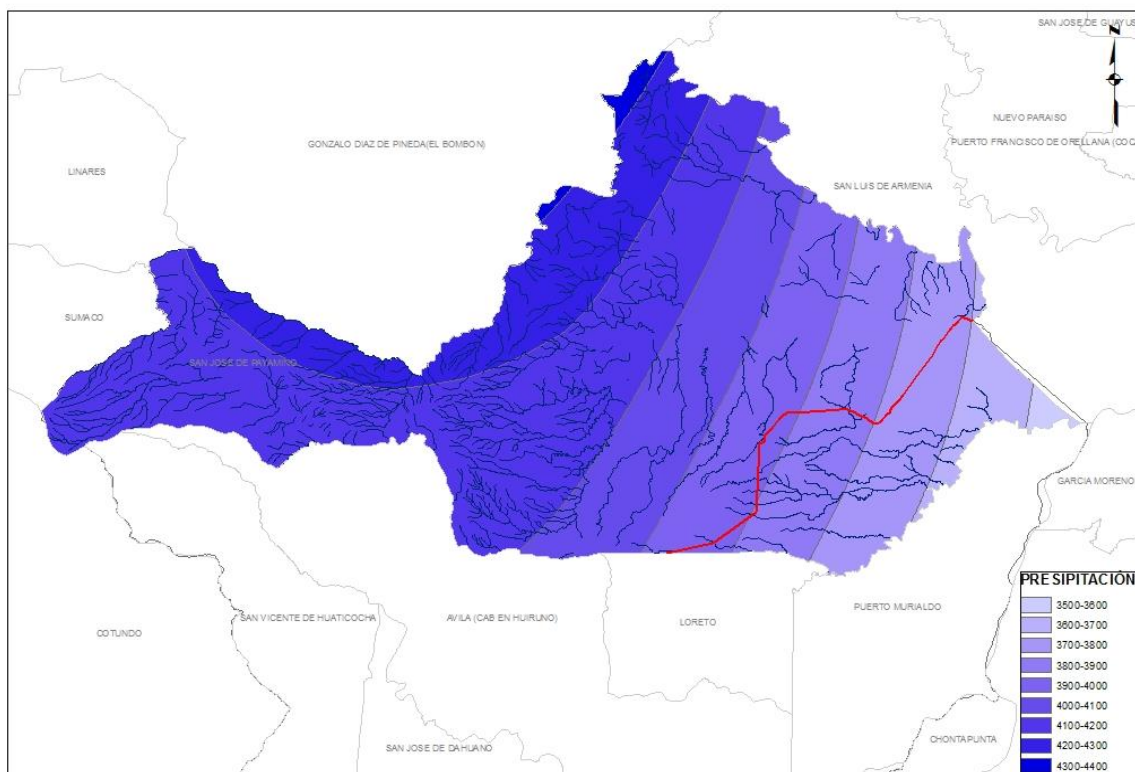 SAN JOSE DE GUAYUS
N
NUEVO PARAISO
PUERTO FRANCISCO DE ORELLANA (COC
GONZALO DIAZ DE PINEDA(EL BOMBON)
LINARES
SAN LUIS DE ARMENIA
SUMACO
SAN JOSE DE PAYAMINO
GARCIA MORENO
PRESIPITACIÓN
3500-3600
3600-3700
3700-3800
3800-3900
3900-4000
4000-4100
4100-4200
4200-4300
4300-4400
PUERTO MURIALDO
SAN VICENTE DE HUATICOCHA
AVILA (CAB EN HUIRUNO)
LORETO
COTUNDO
CHONTAPUNTA
SAN JOSE DE DAHUANO